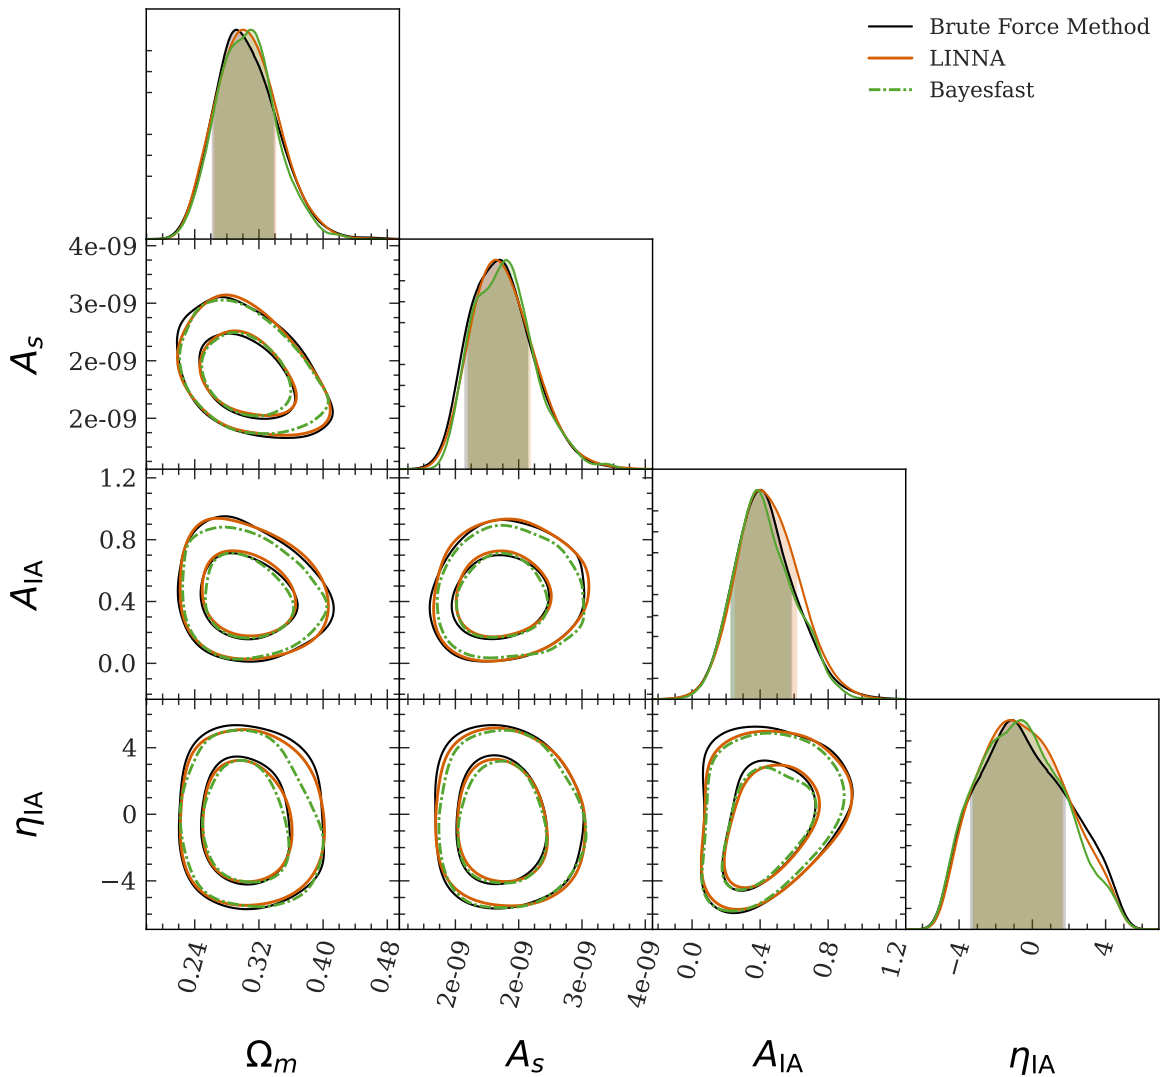 Brute Force Method
LINNA
Bayesfast
4e-09
3e-09
2e-09
2e-09
A_s
1.2
0.8
0.4
0.0
A_IA
4
0
−4
η_IA
0.24 0.32 0.40 0.48
2e-09 2e-09 3e-09 4e-09
0.0 0.4 0.8 1.2
−4 0 4
Ω_m A_s A_IA η_IA